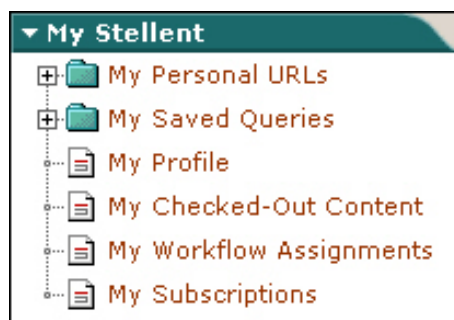 My Stellent
My Personal URLs
My Saved Queries
My Profile
My Checked-Out Content
My Workflow Assignments
My Subscriptions